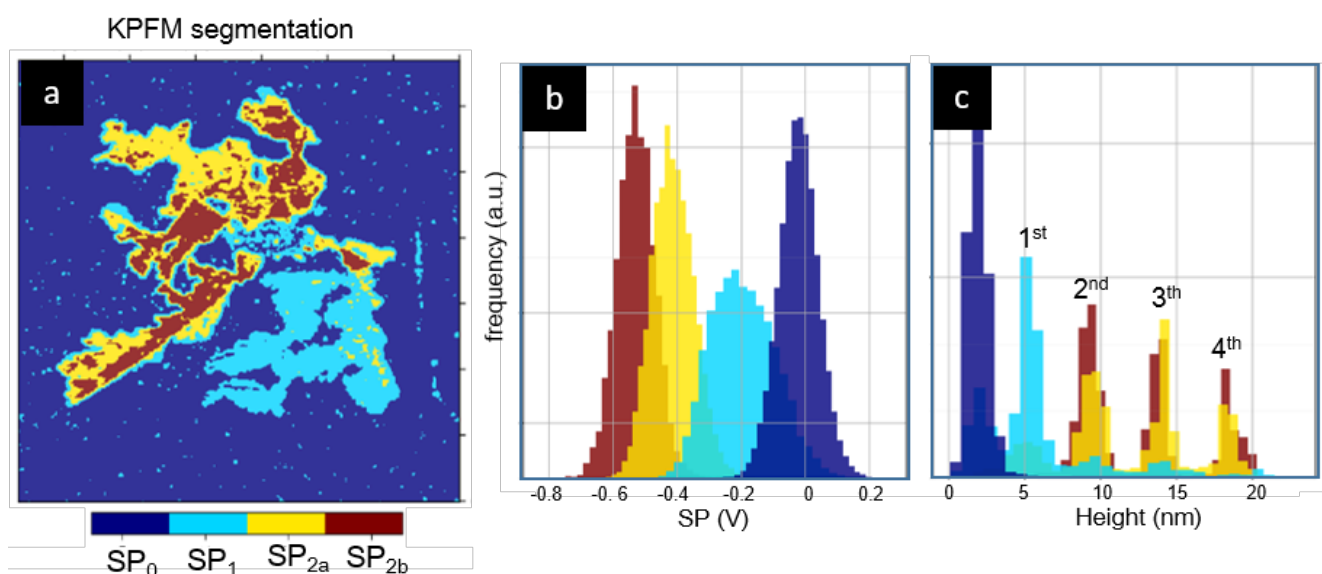 KPFM segmentation
a
SP0 SP1 SP2a SP2b
b
frequency (a.u.)
-0.8 -0.6 -0.4 -0.2 0 0.2
SP (V)
c
1st
2nd
3th
4th
0 5 10 15 20
Height (nm)